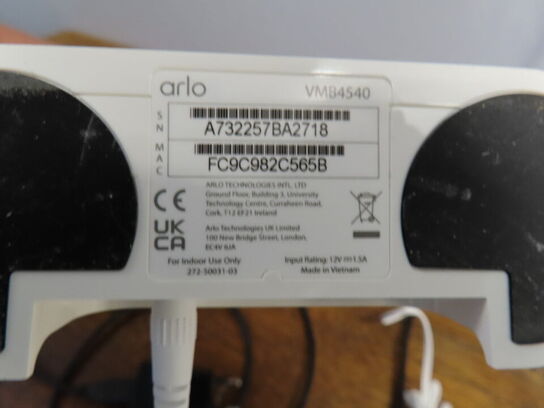 arlo VMB4540
SN
A732257BA2718
MAC
FC9C982C565B
ARLO TECHNOLOGIES INTL. LTD
Ground Floor, Building 3, University
Technology Centre, Curraheen Road,
Cork, T12 EF21 Ireland
CE
UK
CA
Arlo Technologies UK Limited
100 New Bridge Street, London,
EC4V 6JA
For Indoor Use Only
272-50031-03
Input Rating: 12V⎓1.5A
Made in Vietnam